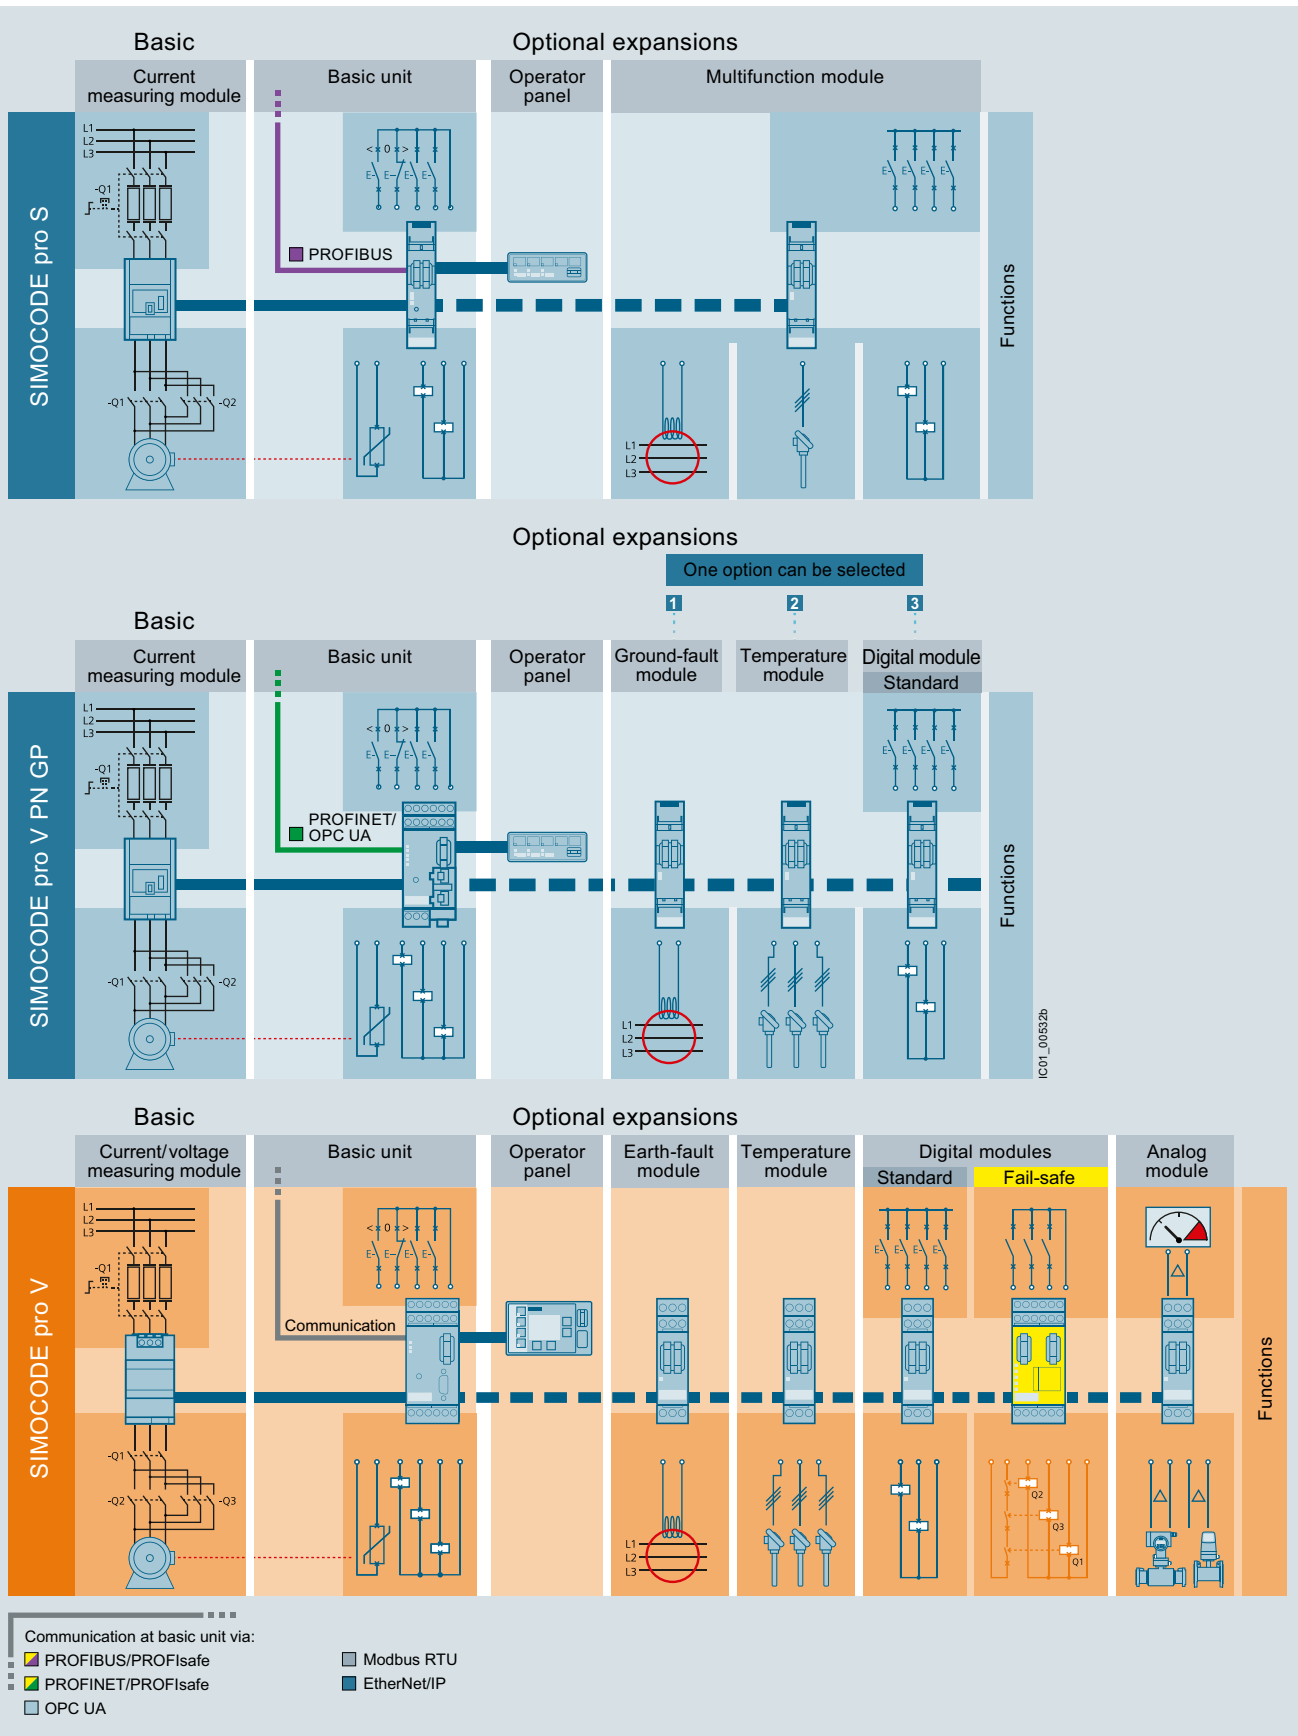 Basic
Optional expansions
Current
measuring module
Basic unit
Operator
panel
Multifunction module
SIMOCODE pro S
L1
L2
L3
-Q1
< 0 >
E- E- E- E-
E- E- E- E-
PROFIBUS
Functions
-Q1
-Q2
L1
L2
L3
Optional expansions
One option can be selected
1 2 3
Basic
Current
measuring module
Basic unit
Operator
panel
Ground-fault
module
Temperature
module
Digital module
Standard
SIMOCODE pro V PN GP
L1
L2
L3
-Q1
< 0 >
E- E- E- E-
E- E- E- E-
PROFINET/
OPC UA
Functions
-Q1
-Q2
L1
L2
L3
IC01_00532b
Basic
Optional expansions
Current/voltage
measuring module
Basic unit
Operator
panel
Earth-fault
module
Temperature
module
Digital modules
Standard
Fail-safe
Analog
module
SIMOCODE pro V
L1
L2
L3
-Q1
< 0 >
E- E- E- E-
E- E- E- E-
Communication
Functions
-Q1
-Q2
-Q3
L1
L2
L3
Q2
Q3
Q1
Communication at basic unit via:
PROFIBUS/PROFIsafe
PROFINET/PROFIsafe
OPC UA
Modbus RTU
EtherNet/IP